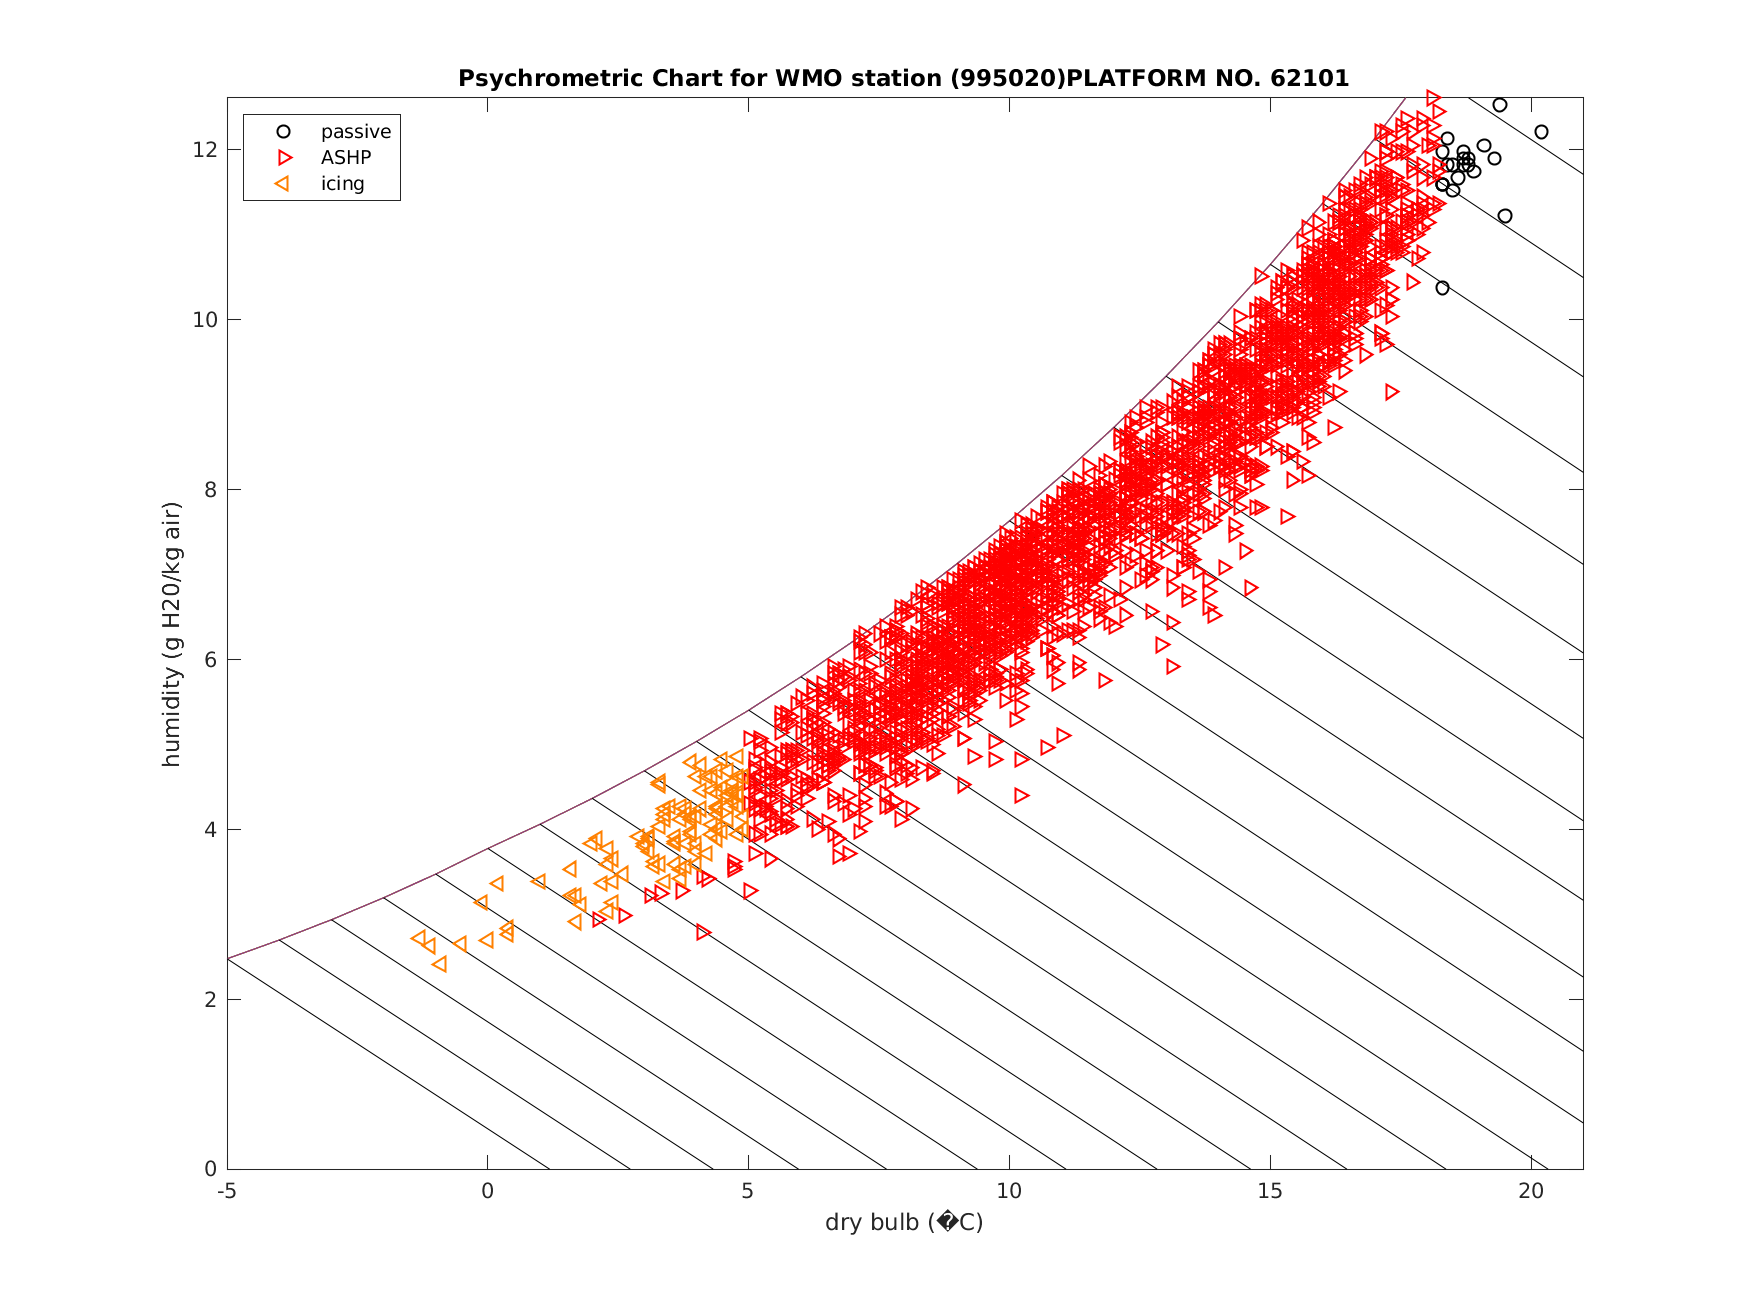 Psychrometric Chart for WMO station (995020)PLATFORM NO. 62101
passive
ASHP
icing
12
10
8
6
4
2
0
humidity (g H20/kg air)
-5 0 5 10 15 20
dry bulb (�C)